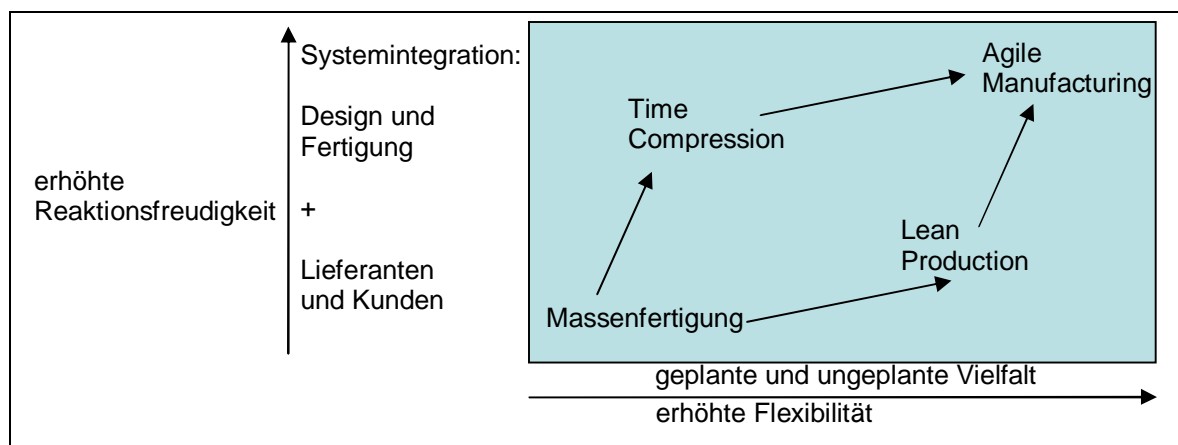 erhöhte
Reaktionsfreudigkeit
Systemintegration:
Design und
Fertigung
+
Lieferanten
und Kunden
Agile
Manufacturing
Time
Compression
Lean
Production
Massenfertigung
geplante und ungeplante Vielfalt
erhöhte Flexibilität